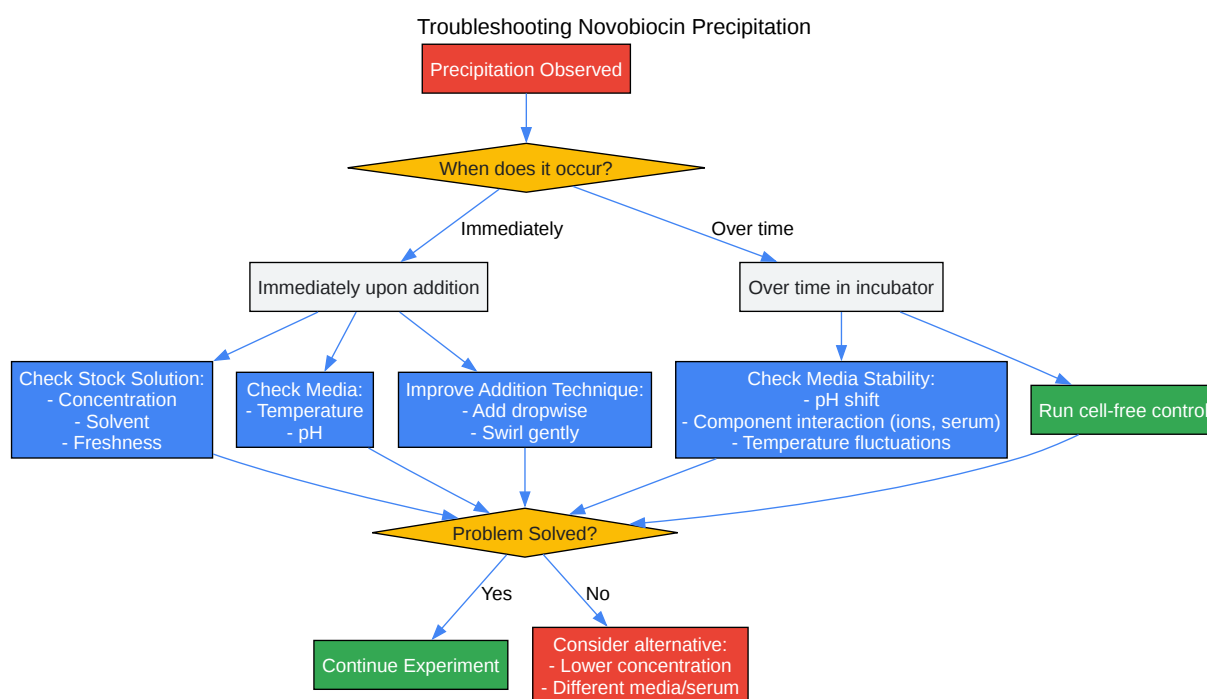 Troubleshooting Novobiocin Precipitation
Precipitation Observed
When does it occur?
Immediately
Over time
Immediately upon addition
Over time in incubator
Check Stock Solution:
- Concentration
- Solvent
- Freshness
Check Media:
- Temperature
- pH
Improve Addition Technique:
- Add dropwise
- Swirl gently
Check Media Stability:
- pH shift
- Component interaction (ions, serum)
- Temperature fluctuations
Run cell-free control
Problem Solved?
Yes
No
Continue Experiment
Consider alternative:
- Lower concentration
- Different media/serum